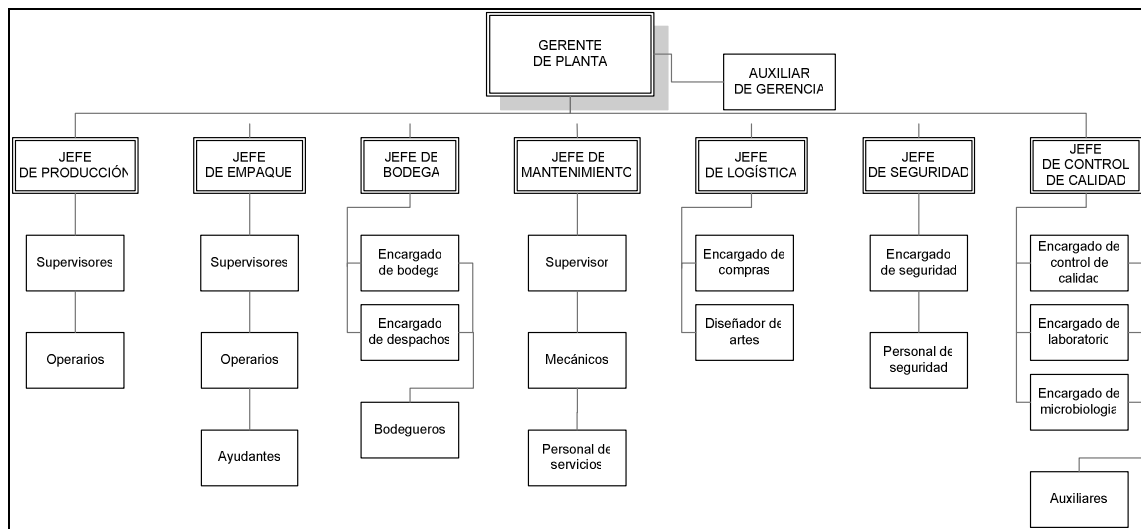 GERENTE
DE PLANTA
AUXILIAR
DE GERENCIA
JEFE
DE PRODUCCIÓN
JEFE
DE EMPAQUE
JEFE DE
BODEGA
JEFE DE
MANTENIMIENTO
JEFE
DE LOGÍSTICA
JEFE
DE SEGURIDAD
JEFE
DE CONTROL
DE CALIDAD
Supervisores
Supervisores
Encargado
de bodega
Supervisor
Encargado de
compras
Encargado
de seguridad
Encargado de
control de
calidad
Operarios
Operarios
Encargado
de despachos
Mecánicos
Diseñador de
artes
Personal de
seguridad
Encargado de
laboratorio
Ayudantes
Bodegueros
Personal de
servicios
Encargado de
microbiologia
Auxiliares